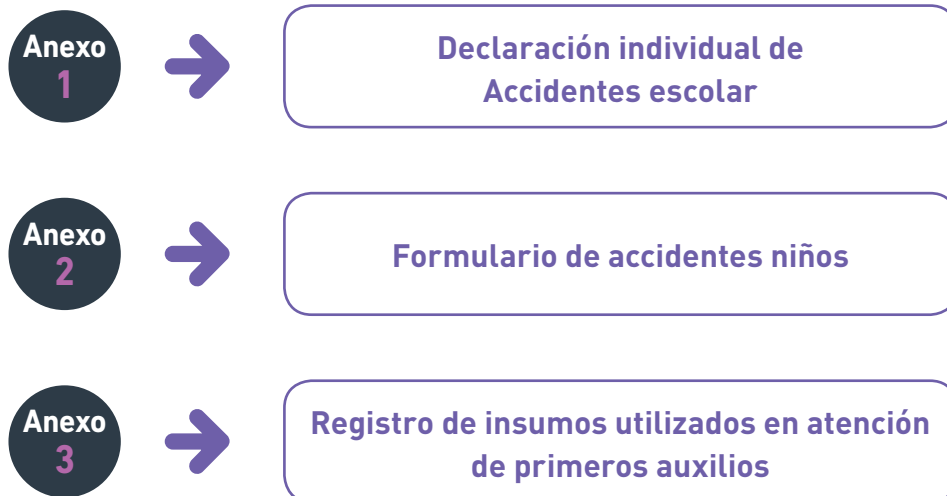 Anexo
1
Declaración individual de
Accidentes escolar
Anexo
2
Formulario de accidentes niños
Anexo
3
Registro de insumos utilizados en atención
de primeros auxilios